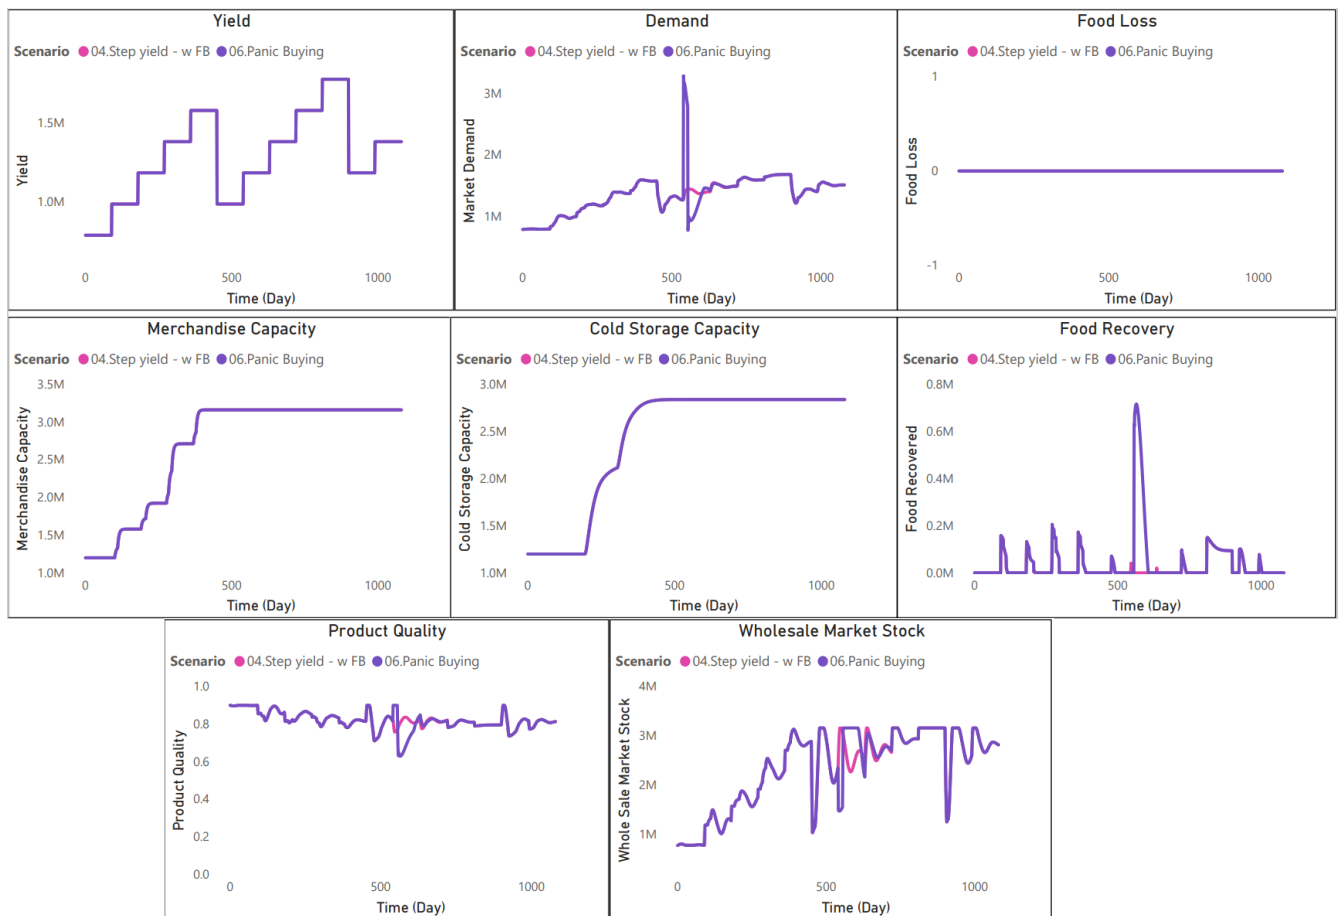 Yield
Scenario 04.Step yield - w FB 06.Panic Buying
1.5M
1.0M
Yield
0
500
1000
Time (Day)
Demand
Scenario 04.Step yield - w FB 06.Panic Buying
3M
2M
1M
Market Demand
0
500
1000
Time (Day)
Food Loss
Scenario 04.Step yield - w FB 06.Panic Buying
1
0
-1
Food Loss
0
500
1000
Time (Day)
Merchandise Capacity
Scenario 04.Step yield - w FB 06.Panic Buying
3.5M
3.0M
2.5M
2.0M
1.5M
1.0M
Merchandise Capacity
0
500
1000
Time (Day)
Cold Storage Capacity
Scenario 04.Step yield - w FB 06.Panic Buying
3.0M
2.5M
2.0M
1.5M
1.0M
Cold Storage Capacity
0
500
1000
Time (Day)
Food Recovery
Scenario 04.Step yield - w FB 06.Panic Buying
0.8M
0.6M
0.4M
0.2M
0.0M
Food Recovered
0
500
1000
Time (Day)
Product Quality
Scenario 04.Step yield - w FB 06.Panic Buying
1.0
0.8
0.6
0.4
0.2
0.0
Product Quality
0
500
1000
Time (Day)
Wholesale Market Stock
Scenario 04.Step yield - w FB 06.Panic Buying
4M
3M
2M
1M
Whole Sale Market Stock
0
500
1000
Time (Day)